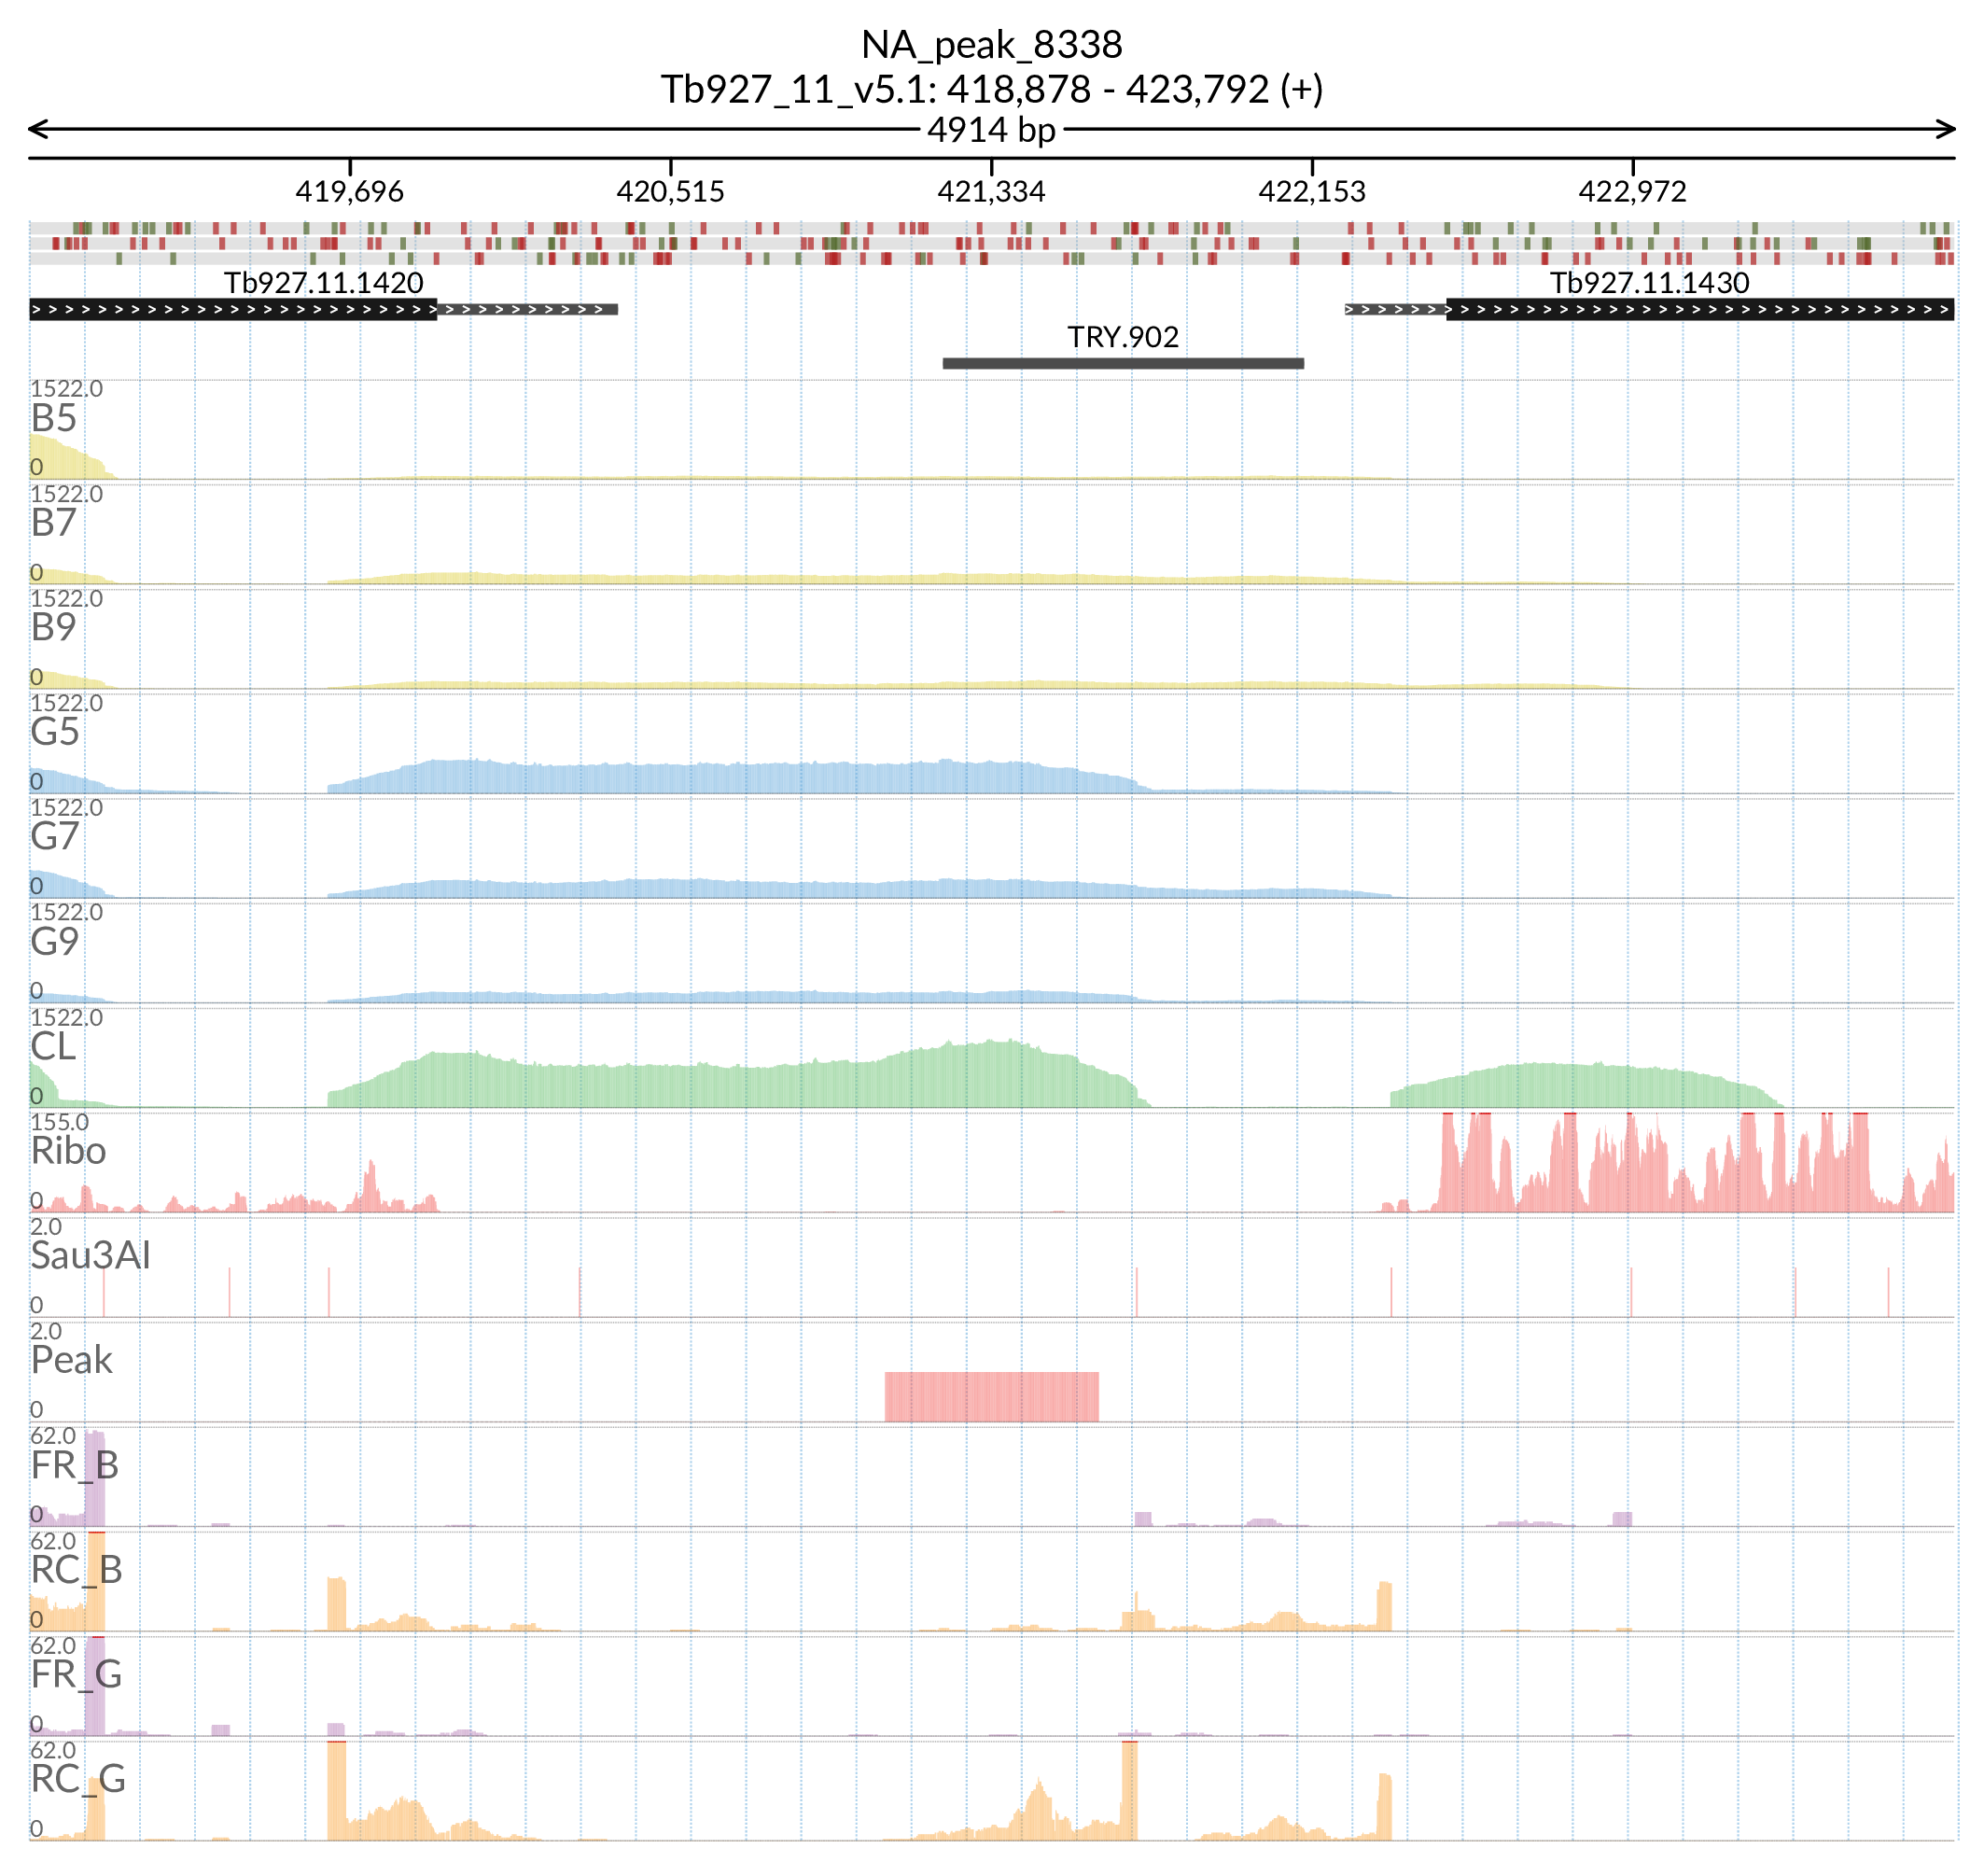 NA_peak_8338
Tb927_11_v5.1: 418,878 - 423,792 (+)
4914 bp
419,696 420,515 421,334 422,153 422,972
Tb927.11.1420 Tb927.11.1430
TRY.902
1522.0
B5
0
1522.0
B7
0
1522.0
B9
0
1522.0
G5
0
1522.0
G7
0
1522.0
G9
0
1522.0
CL
0
155.0
Ribo
0
2.0
Sau3AI
0
2.0
Peak
0
62.0
FR_B
0
62.0
RC_B
0
62.0
FR_G
0
62.0
RC_G
0